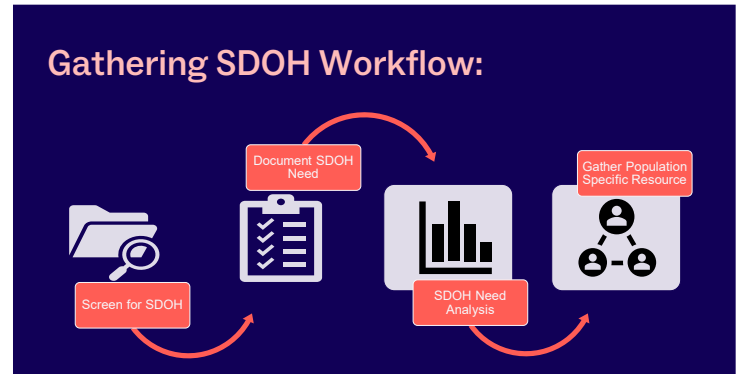 Gathering SDOH Workflow:
Document SDOH
Need
Gather Population
Specific Resource
Screen for SDOH
SDOH Need
Analysis